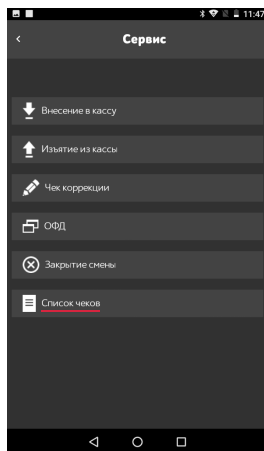 11:47
Сервис
Внесение в кассу
Изъятие из кассы
Чек коррекции
ОФД
Закрытие смены
Список чеков